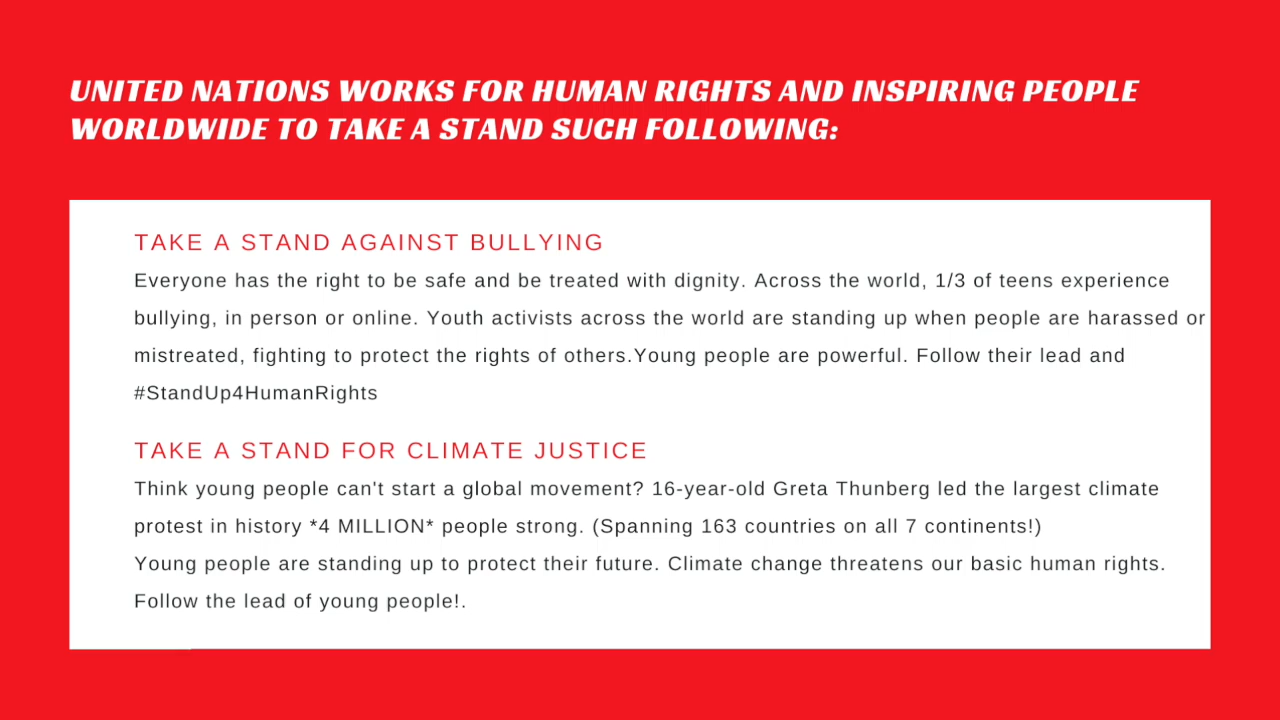 UNITED NATIONS WORKS FOR HUMAN RIGHTS AND INSPIRING PEOPLE
WORLDWIDE TO TAKE A STAND SUCH FOLLOWING:
TAKE A STAND AGAINST BULLYING
Everyone has the right to be safe and be treated with dignity. Across the world, 1/3 of teens experience
bullying, in person or online. Youth activists across the world are standing up when people are harassed or
mistreated, fighting to protect the rights of others.Young people are powerful. Follow their lead and
#StandUp4HumanRights
TAKE A STAND FOR CLIMATE JUSTICE
Think young people can't start a global movement? 16-year-old Greta Thunberg led the largest climate
protest in history *4 MILLION* people strong. (Spanning 163 countries on all 7 continents!)
Young people are standing up to protect their future. Climate change threatens our basic human rights.
Follow the lead of young people!.